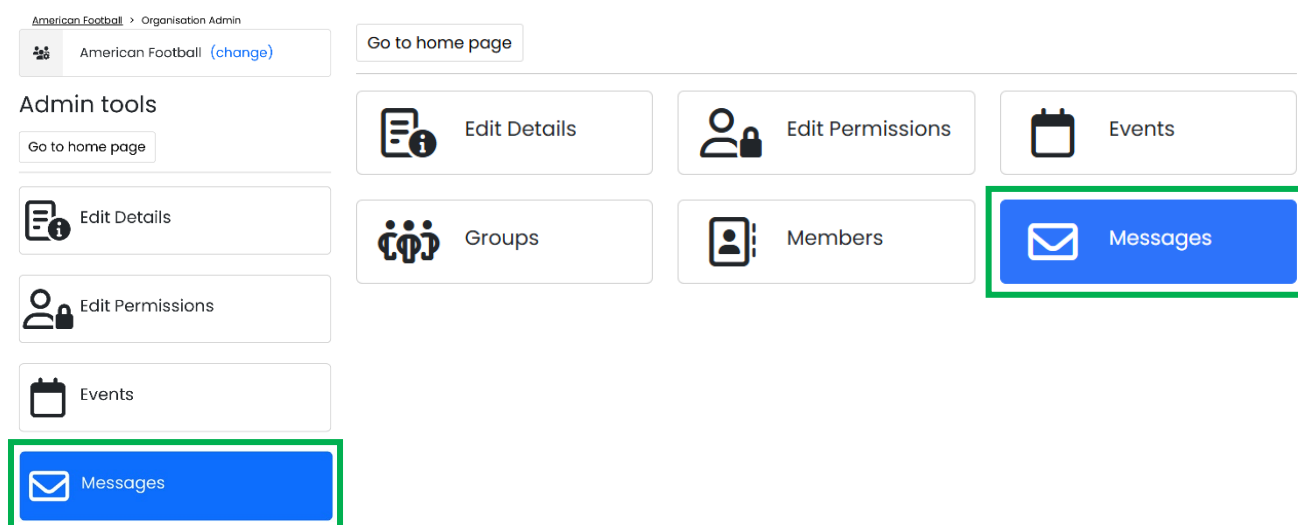 American Football > Organisation Admin
American Football (change)
Admin tools
Go to home page
Edit Details
Edit Permissions
Events
Messages
Go to home page
Edit Details
Edit Permissions
Events
Groups
Members
Messages